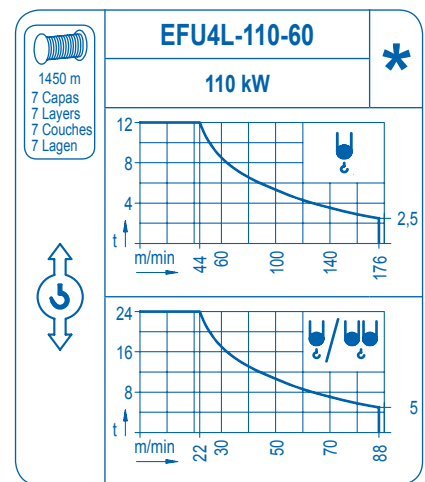 EFU4L-110-60
*
110 kW
1450 m
7 Capas
7 Layers
7 Couches
7 Lagen
12
8
4
t
m/min
44
60
100
140
176
2,5
24
16
8
t
m/min
22
30
50
70
88
5